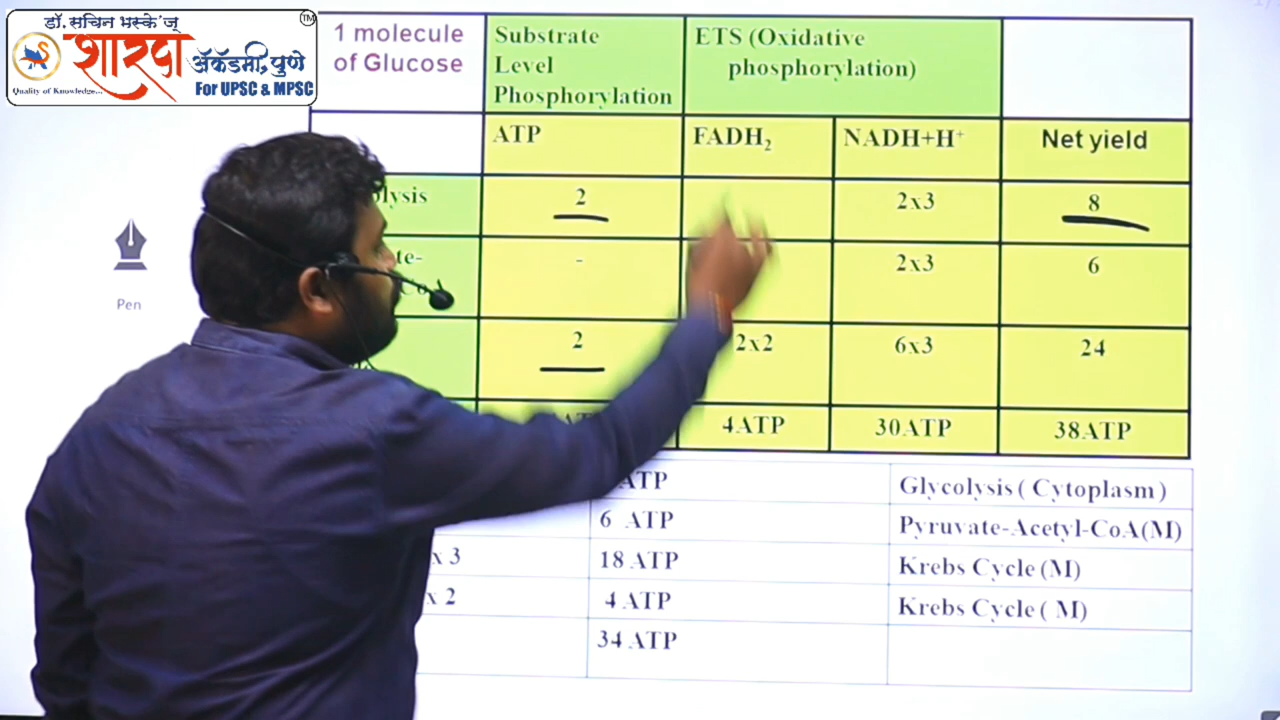 डॉ. सचिन भस्के'ज्
TM
शारदा
ॲकॅडमी, पुणे
Quality of Knowledge...
For UPSC & MPSC
1 molecule
of Glucose
Substrate
Level
Phosphorylation
ETS (Oxidative
phosphorylation)
ATP
FADH₂
NADH+H⁺
Net yield
2
2x3
8
-
2x3
6
2
2x2
6x3
24
4ATP
30ATP
38ATP
ATP
Glycolysis ( Cytoplasm )
6 ATP
Pyruvate-Acetyl-CoA(M)
x 3
18 ATP
Krebs Cycle (M)
x 2
4 ATP
Krebs Cycle ( M)
34 ATP
Pen